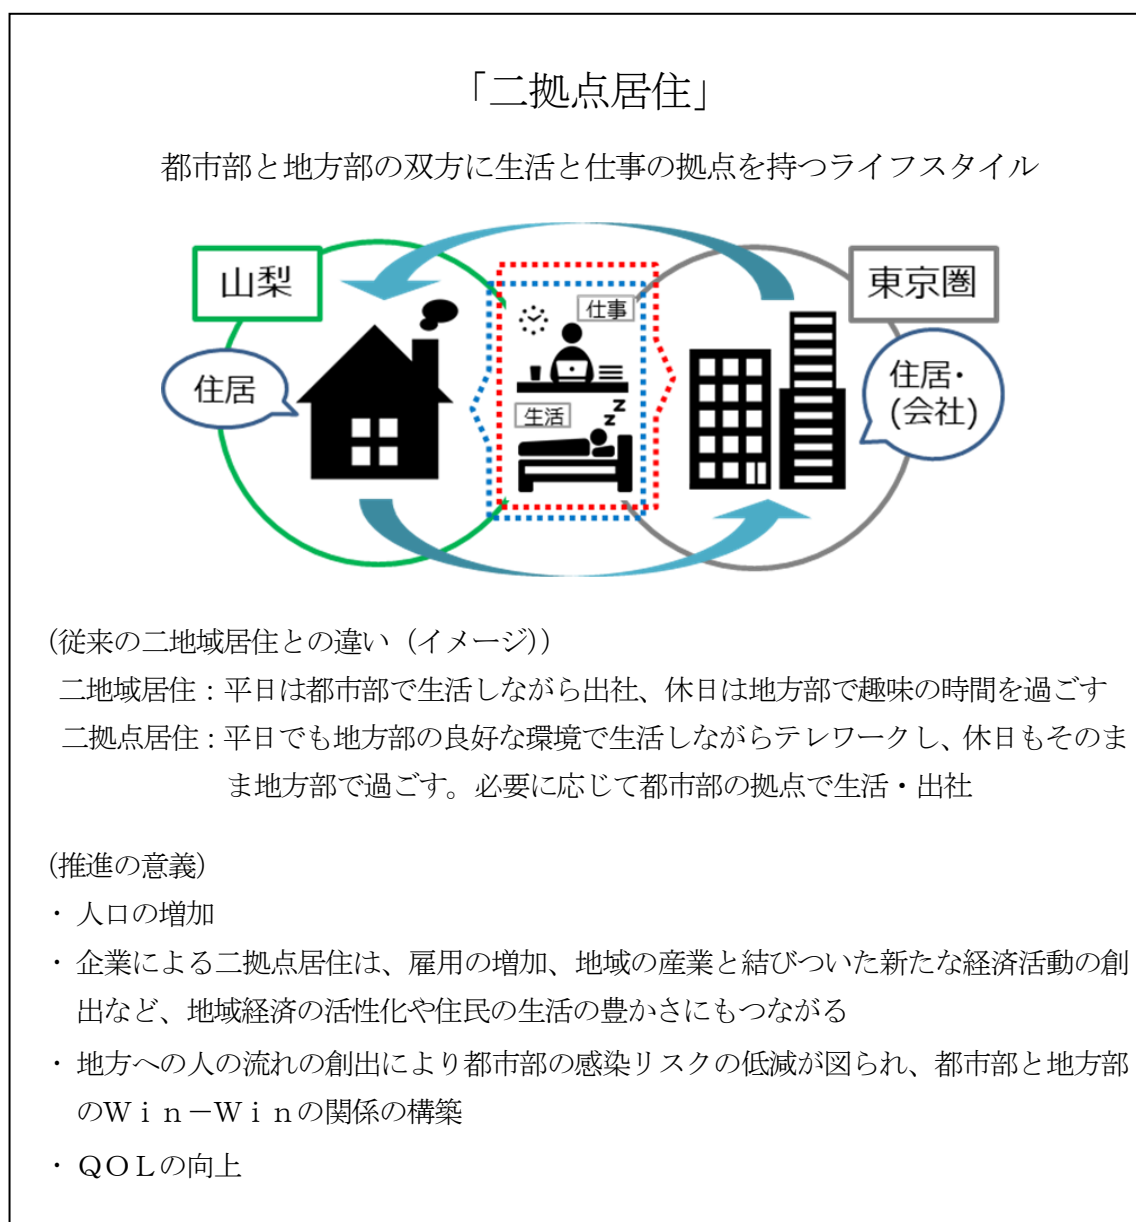 「二拠点居住」
都市部と地方部の双方に生活と仕事の拠点を持つライフスタイル
山梨
東京圏
仕事
住居
住居・
(会社)
生活
z
z
z
(従来の二地域居住との違い（イメージ))
二地域居住：平日は都市部で生活しながら出社、休日は地方部で趣味の時間を過ごす
二拠点居住：平日でも地方部の良好な環境で生活しながらテレワークし、休日もそのま
ま地方部で過ごす。必要に応じて都市部の拠点で生活・出社
(推進の意義)
・ 人口の増加
・ 企業による二拠点居住は、雇用の増加、地域の産業と結びついた新たな経済活動の創
出など、地域経済の活性化や住民の生活の豊かさにもつながる
・ 地方への人の流れの創出により都市部の感染リスクの低減が図られ、都市部と地方部
のＷｉｎ－Ｗｉｎの関係の構築
・ ＱＯＬの向上